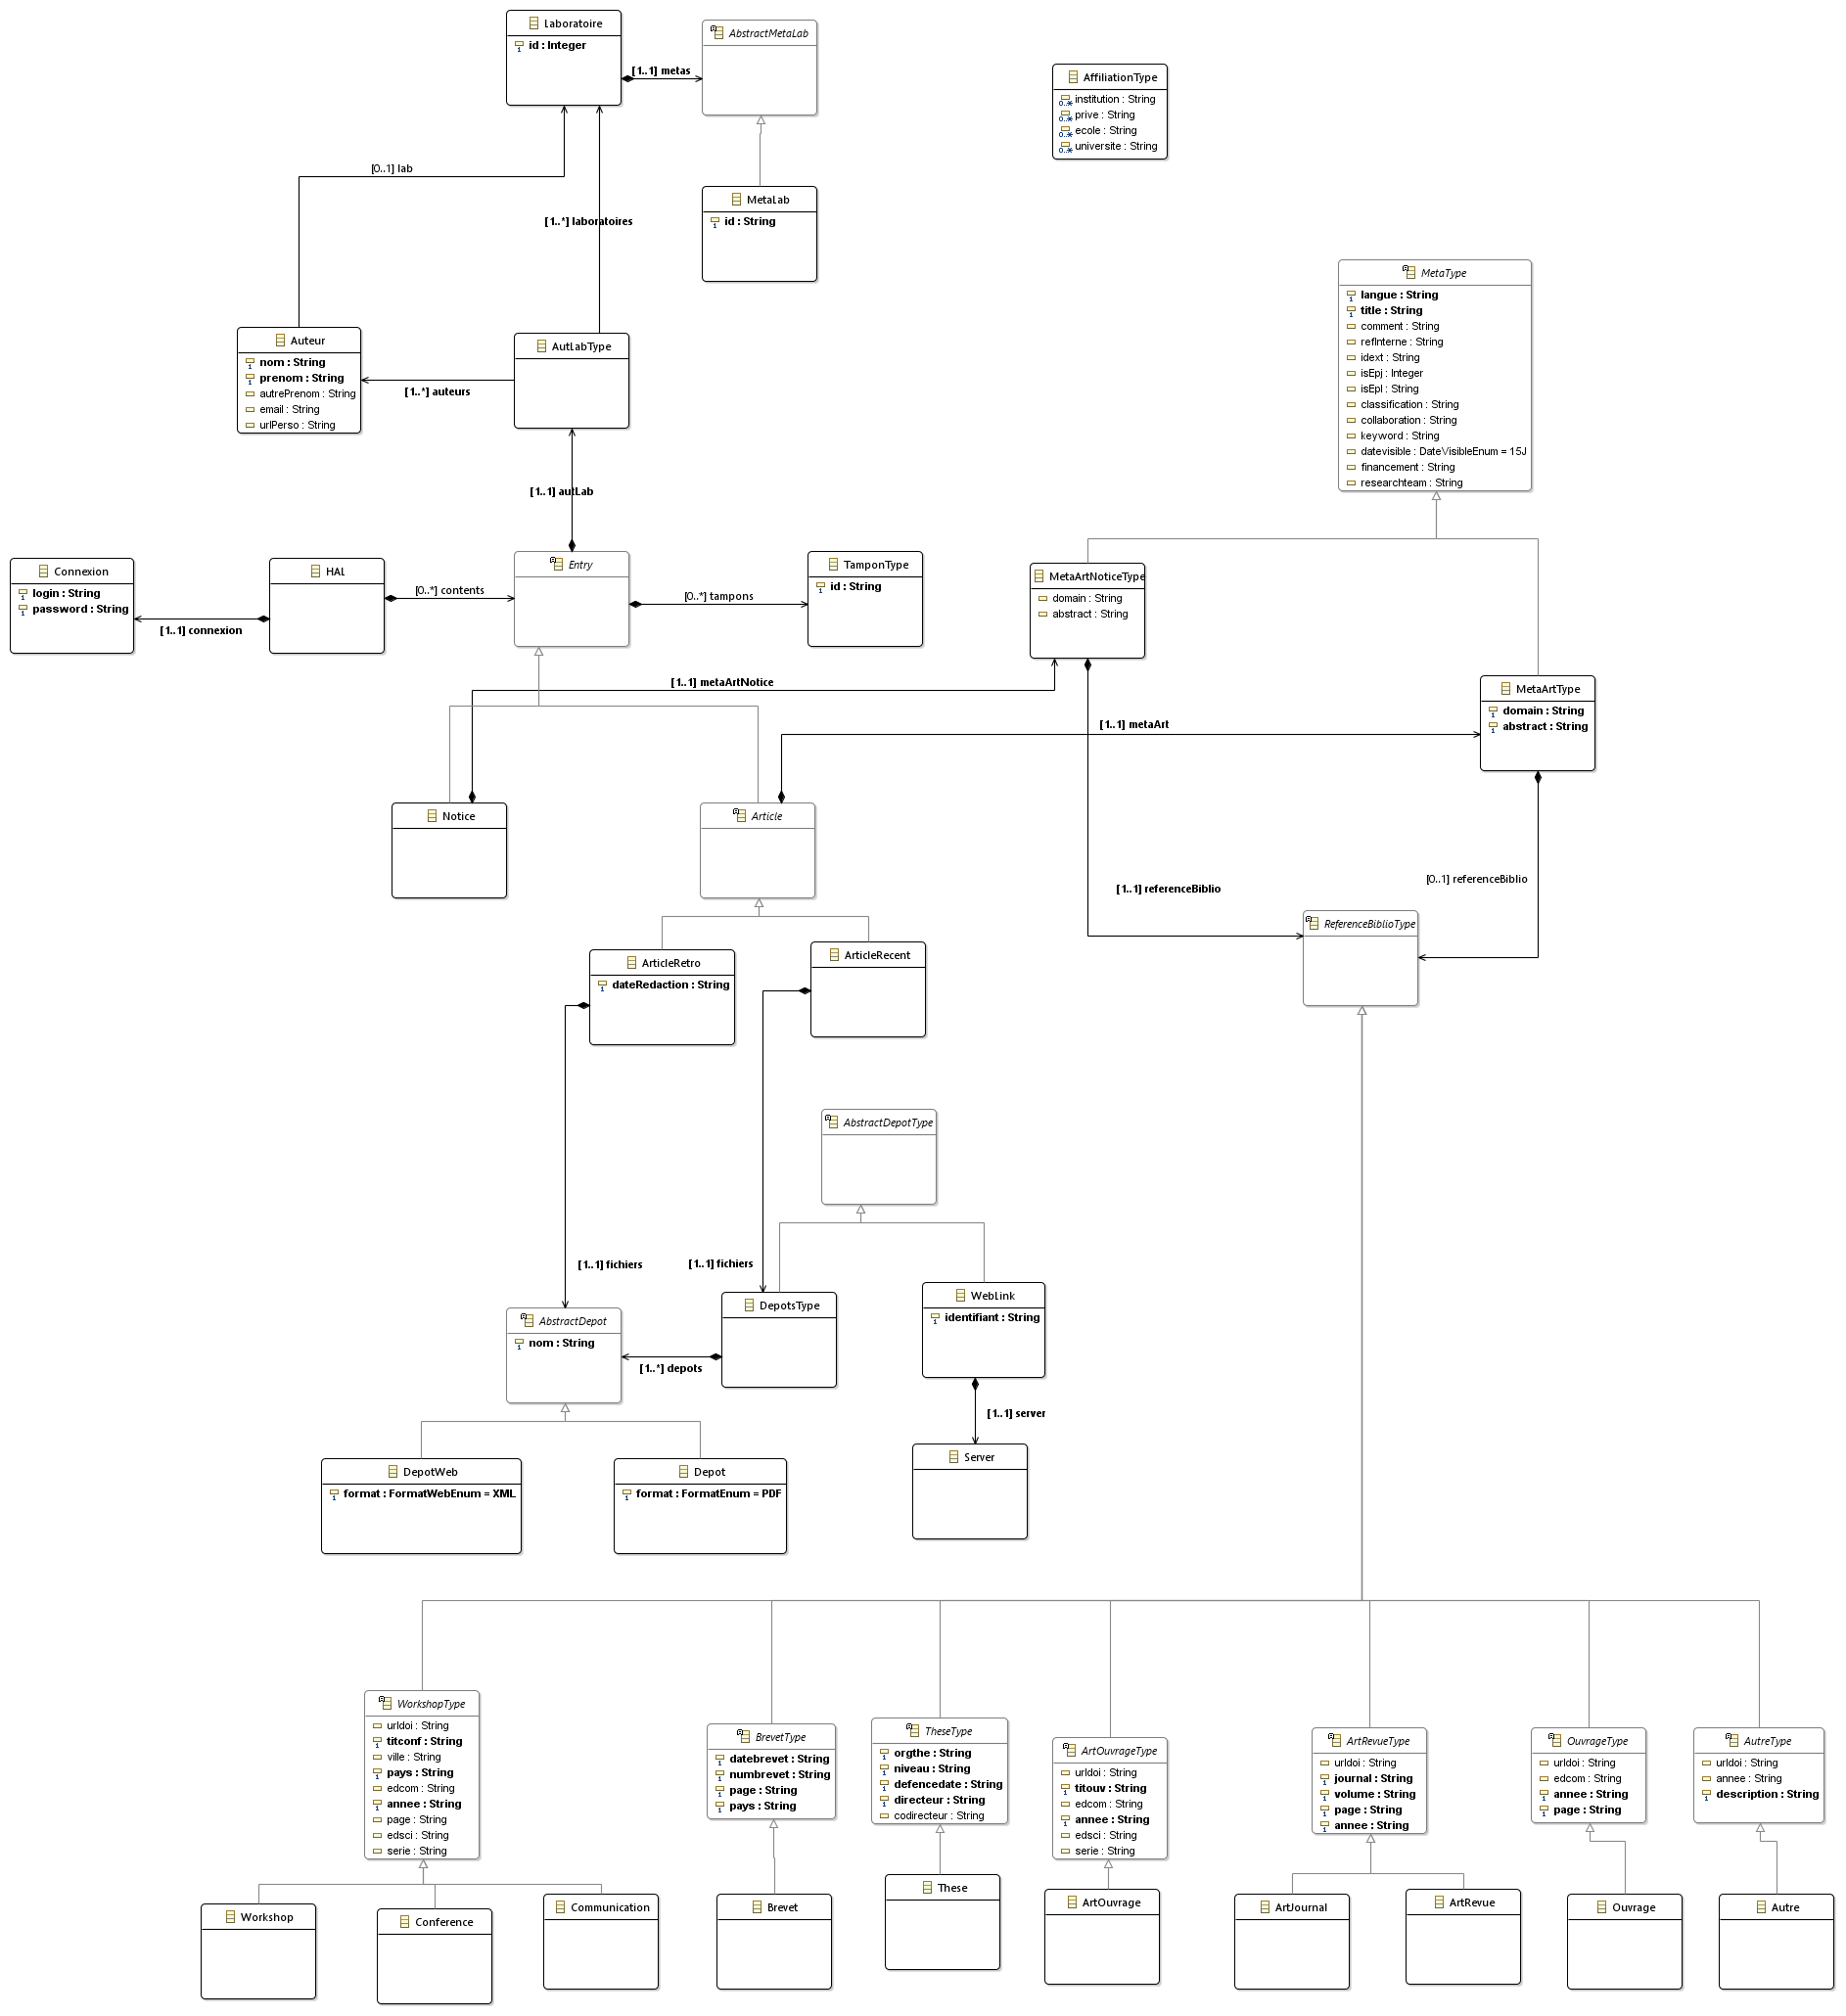 Laboratoire
id : Integer
[1..1] metas
AbstractMetaLab
AffiliationType
institution : String
prive : String
ecole : String
universite : String
0..*
0..*
0..*
0..*
[0..1] lab
[1..*] laboratoires
MetaLab
id : String
MetaType
langue : String
title : String
comment : String
refInterne : String
idext : String
isEpj : Integer
isEpl : String
classification : String
collaboration : String
keyword : String
datevisible : DateVisibleEnum = 15J
financement : String
researchteam : String
Auteur
nom : String
prenom : String
autrePrenom : String
email : String
urlPerso : String
[1..*] auteurs
AutLabType
[1..1] autLab
Connexion
login : String
password : String
[1..1] connexion
HAL
[0..*] contents
Entry
[0..*] tampons
TamponType
id : String
MetaArtNoticeType
domain : String
abstract : String
[1..1] metaArtNotice
MetaArtType
domain : String
abstract : String
[1..1] metaArt
Notice
Article
[1..1] referenceBiblio
[0..1] referenceBiblio
ReferenceBiblioType
ArticleRetro
dateRedaction : String
ArticleRecent
AbstractDepotType
[1..1] fichiers
[1..1] fichiers
AbstractDepot
nom : String
[1..*] depots
DepotsType
WebLink
identifiant : String
[1..1] server
Server
DepotWeb
format : FormatWebEnum = XML
Depot
format : FormatEnum = PDF
WorkshopType
urldoi : String
titconf : String
ville : String
pays : String
edcom : String
annee : String
page : String
edsci : String
serie : String
BrevetType
datebrevet : String
numbrevet : String
page : String
pays : String
TheseType
orgthe : String
niveau : String
defencedate : String
directeur : String
codirecteur : String
ArtOuvrageType
urldoi : String
titouv : String
edcom : String
annee : String
edsci : String
serie : String
ArtRevueType
urldoi : String
journal : String
volume : String
page : String
annee : String
OuvrageType
urldoi : String
edcom : String
annee : String
page : String
AutreType
urldoi : String
annee : String
description : String
Workshop
Conference
Communication
Brevet
These
ArtOuvrage
ArtJournal
ArtRevue
Ouvrage
Autre